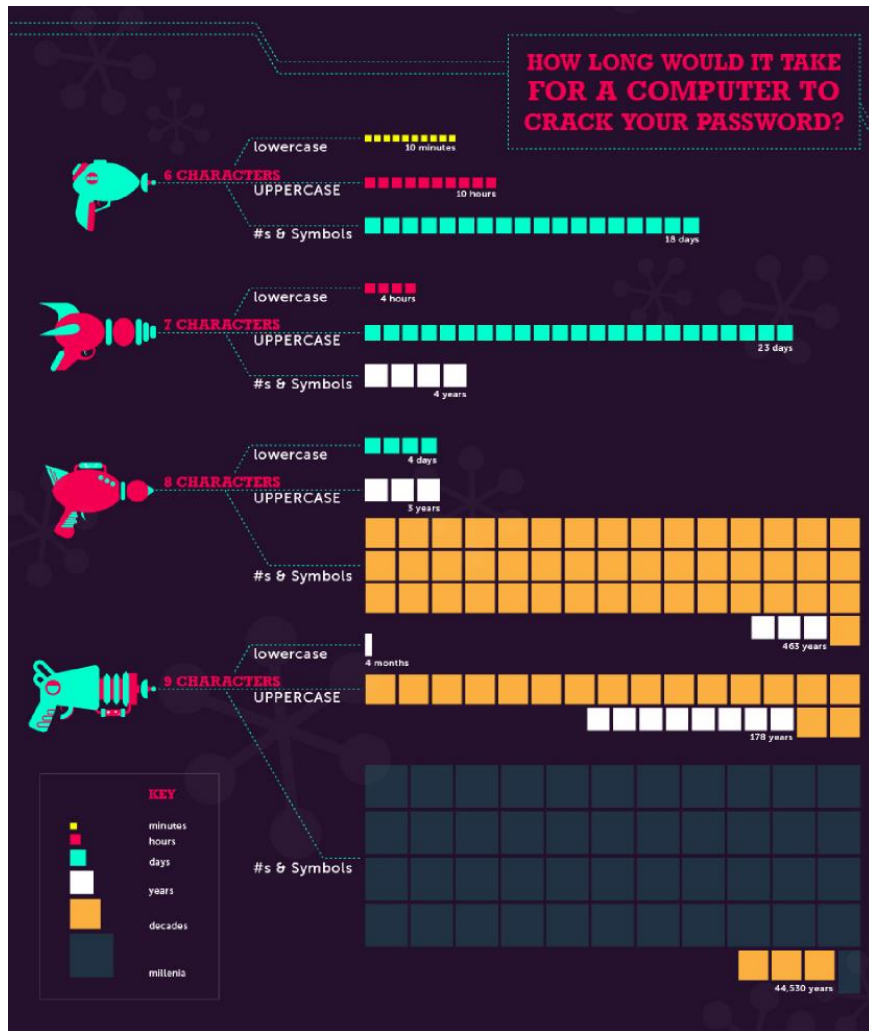 HOW LONG WOULD IT TAKE
FOR A COMPUTER TO
CRACK YOUR PASSWORD?
6 CHARACTERS
lowercase
10 minutes
UPPERCASE
10 hours
#s & Symbols
18 days
7 CHARACTERS
lowercase
4 hours
UPPERCASE
23 days
#s & Symbols
4 years
8 CHARACTERS
lowercase
4 days
UPPERCASE
3 years
#s & Symbols
463 years
9 CHARACTERS
lowercase
4 months
UPPERCASE
178 years
#s & Symbols
44,530 years
KEY
minutes
hours
days
years
decades
millenia